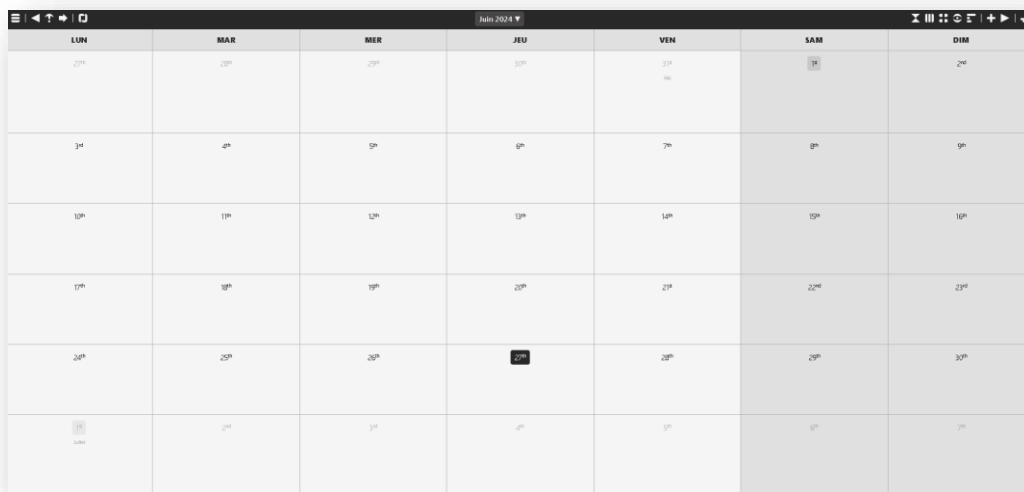 Juin 2024 ▼
LUN MAR MER JEU VEN SAM DIM
27th 28th 29th 30th 31st 1st 2nd
3rd 4th 5th 6th 7th 8th 9th
10th 11th 12th 13th 14th 15th 16th
17th 18th 19th 20th 21st 22nd 23rd
24th 25th 26th 27th 28th 29th 30th
1st 2nd 3rd 4th 5th 6th 7th